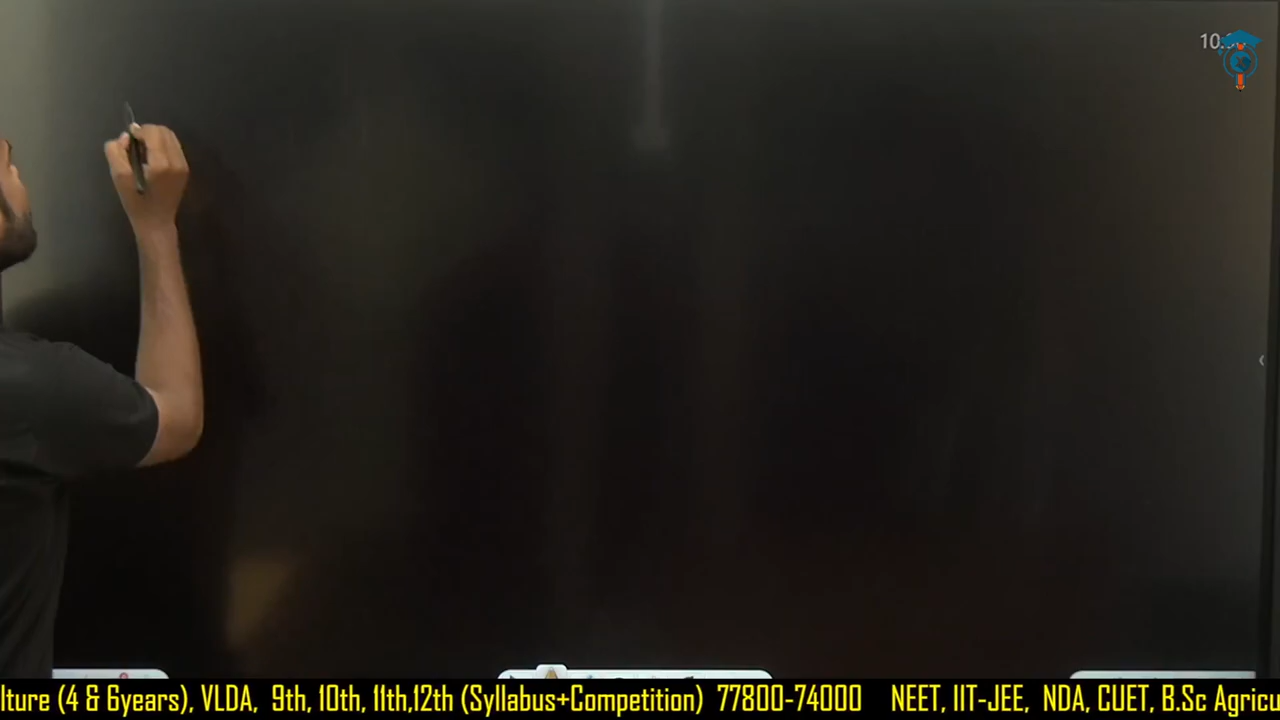 lture (4 & 6years), VLDA, 9th, 10th, 11th,12th (Syllabus+Competition) 77800-74000 NEET, IIT-JEE, NDA, CUET, B.Sc Agricu